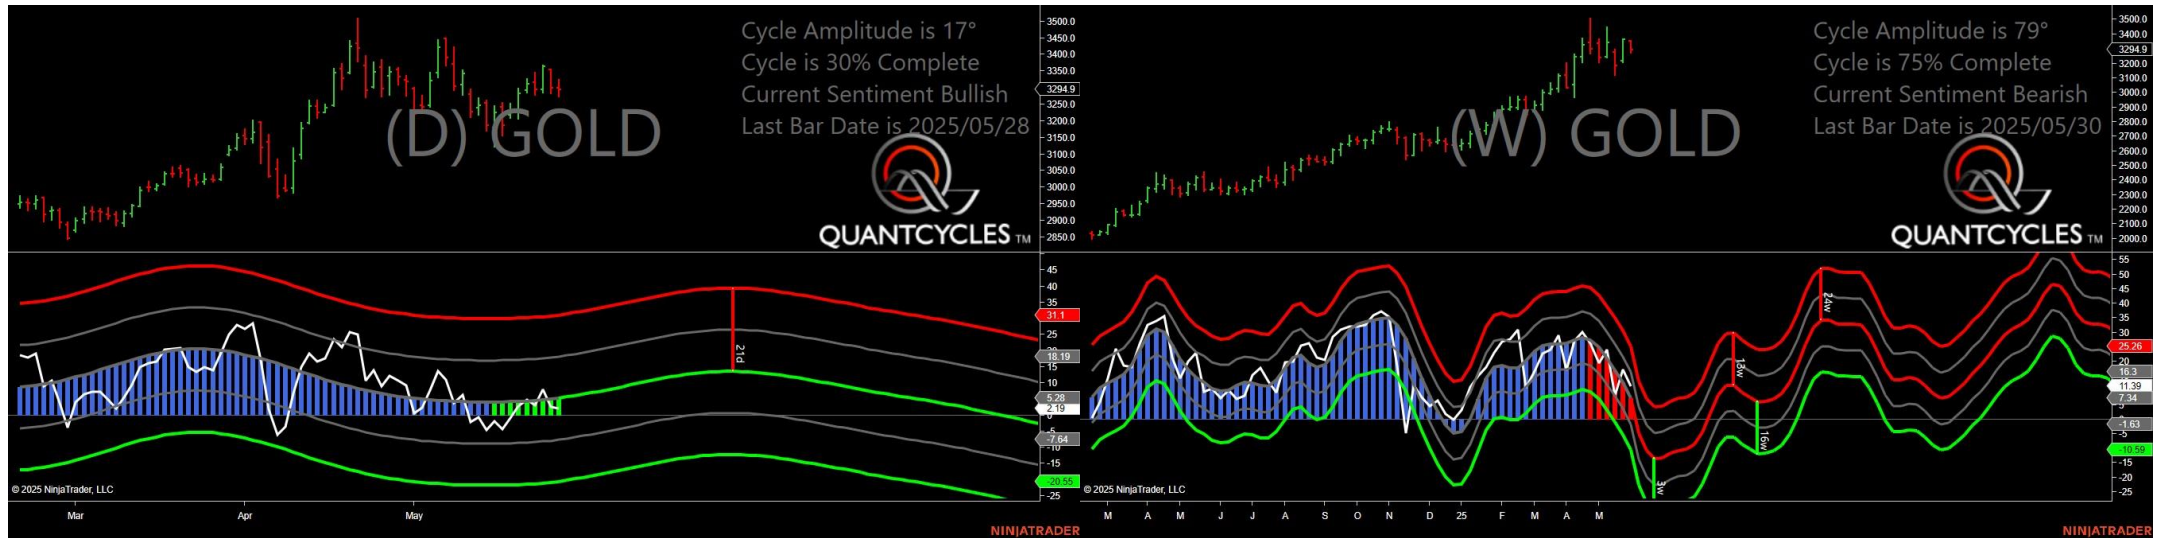 Cycle Amplitude is 17°
Cycle is 30% Complete
Current Sentiment Bullish
Last Bar Date is 2025/05/28
(D) GOLD
QUANTCYCLES TM
3500.0
3450.0
3400.0
3350.0
3294.9
3250.0
3200.0
3150.0
3100.0
3050.0
3000.0
2950.0
2900.0
2850.0
45
40
35
31.1
25
18.19
15
10
5.28
2.19
-5
-7.64
-10
-15
-20.55
-25
21d
© 2025 NinjaTrader, LLC
Mar Apr May
NINJATRADER
Cycle Amplitude is 79°
Cycle is 75% Complete
Current Sentiment Bearish
Last Bar Date is 2025/05/30
(W) GOLD
QUANTCYCLES TM
3500.0
3400.0
3294.9
3200.0
3100.0
3000.0
2900.0
2800.0
2700.0
2600.0
2500.0
2400.0
2300.0
2200.0
2100.0
2000.0
55
50
45
40
35
30
25.26
20
16.3
11.39
7.34
-1.63
-5
-10.59
-15
-20
-25
3w
13w
16w
24w
© 2025 NinjaTrader, LLC
M A M J J A S O N D 25 F M A M
NINJATRADER